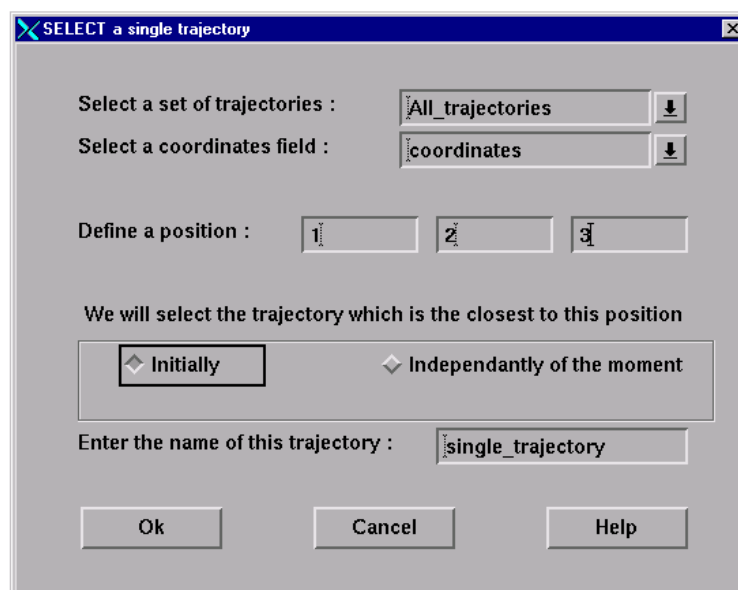 SELECT a single trajectory
Select a set of trajectories : All_trajectories
Select a coordinates field : coordinates
Define a position : 1 2 3
We will select the trajectory which is the closest to this position
Initially Independantly of the moment
Enter the name of this trajectory : single_trajectory
Ok Cancel Help